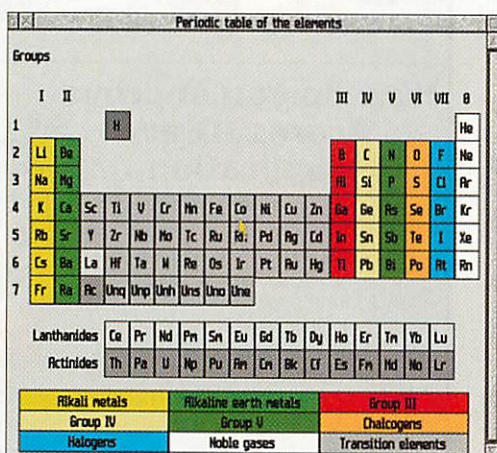 Periodic table of the elements
Groups
I II III IV V VI VII 0
1 H He
2 Li Be B C N O F Ne
3 Na Mg Al Si P S Cl Ar
4 K Ca Sc Ti V Cr Mn Fe Co Ni Cu Zn Ga Ge As Se Br Kr
5 Rb Sr Y Zr Nb Mo Tc Ru Rh Pd Ag Cd In Sn Sb Te I Xe
6 Cs Ba La Hf Ta W Re Os Ir Pt Au Hg Tl Pb Bi Po At Rn
7 Fr Ra Ac Unq Unp Unh Uns Uno Une
Lanthanides Ce Pr Nd Pm Sm Eu Gd Tb Dy Ho Er Tm Yb Lu
Actinides Th Pa U Np Pu Am Cm Bk Cf Es Fm Md No Lr
Alkali metals Alkaline earth metals Group III
Group IV Group V Chalcogens
Halogens Noble gases Transition elements